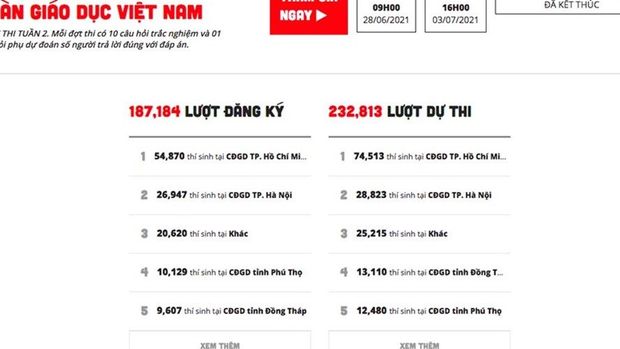 ÂN GIÁO DỤC VIỆT NAM
THI TUẦN 2. Mỗi đợt thi có 10 câu hỏi trắc nghiệm và 01
ỏi phụ dự đoán số người trả lời đúng với đáp án.
NGAY
09H00
28/06/2021
16H00
03/07/2021
ĐÃ KẾT THÚC
187,184 LƯỢT ĐĂNG KÝ
1 54,870 thí sinh tại CĐGD TP. Hồ Chí Mi...
2 26,947 thí sinh tại CĐGD TP. Hà Nội
3 20,620 thí sinh tại Khác
4 10,129 thí sinh tại CĐGD tỉnh Phú Thọ
5 9,607 thí sinh tại CĐGD tỉnh Đồng Tháp
XEM THÊM
232,813 LƯỢT DỰ THI
1 74,513 thí sinh tại CĐGD TP. Hồ Chí Mi...
2 28,823 thí sinh tại CĐGD TP. Hà Nội
3 25,215 thí sinh tại Khác
4 13,110 thí sinh tại CĐGD tỉnh Đồng T...
5 12,480 thí sinh tại CĐGD tỉnh Phú Thọ
XEM THÊM